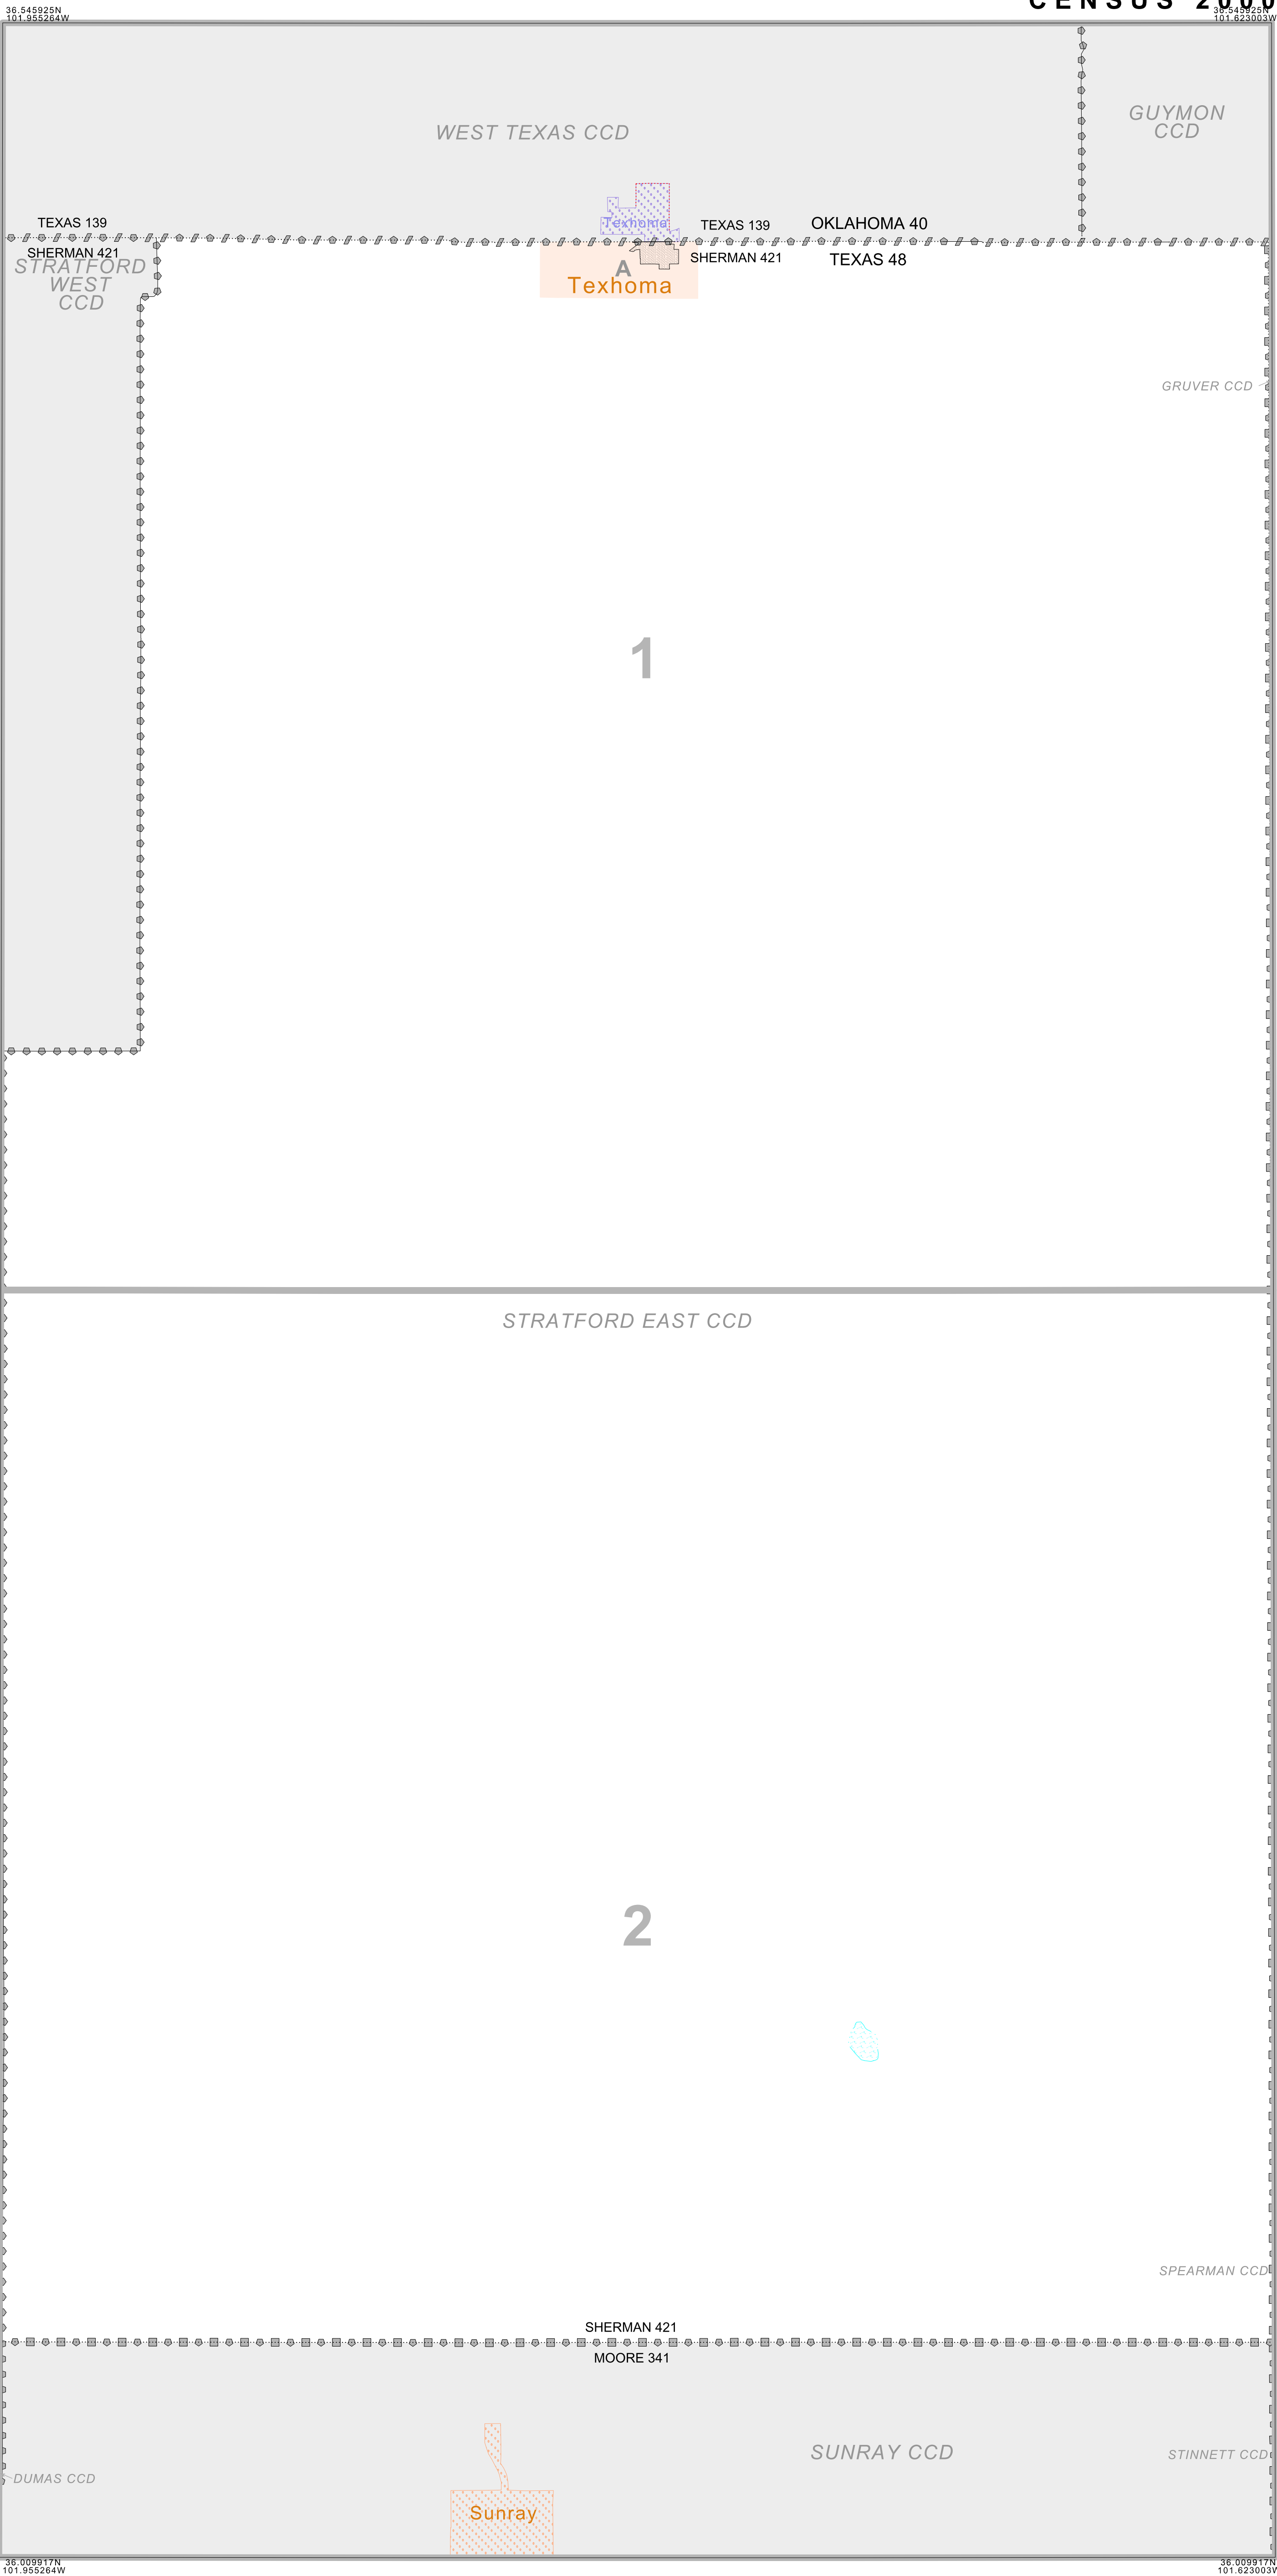 CENSUS 2000
36.545925N
101.955264W
36.545925N
101.623003W
WEST TEXAS CCD
GUYMON
CCD
Texhoma
TEXAS 139
TEXAS 139
OKLAHOMA 40
SHERMAN 421
SHERMAN 421
TEXAS 48
STRATFORD
WEST
CCD
A
Texhoma
GRUVER CCD
1
STRATFORD EAST CCD
2
SPEARMAN CCD
SHERMAN 421
MOORE 341
SUNRAY CCD
STINNETT CCD
DUMAS CCD
Sunray
36.009917N
101.955264W
36.009917N
101.623003W